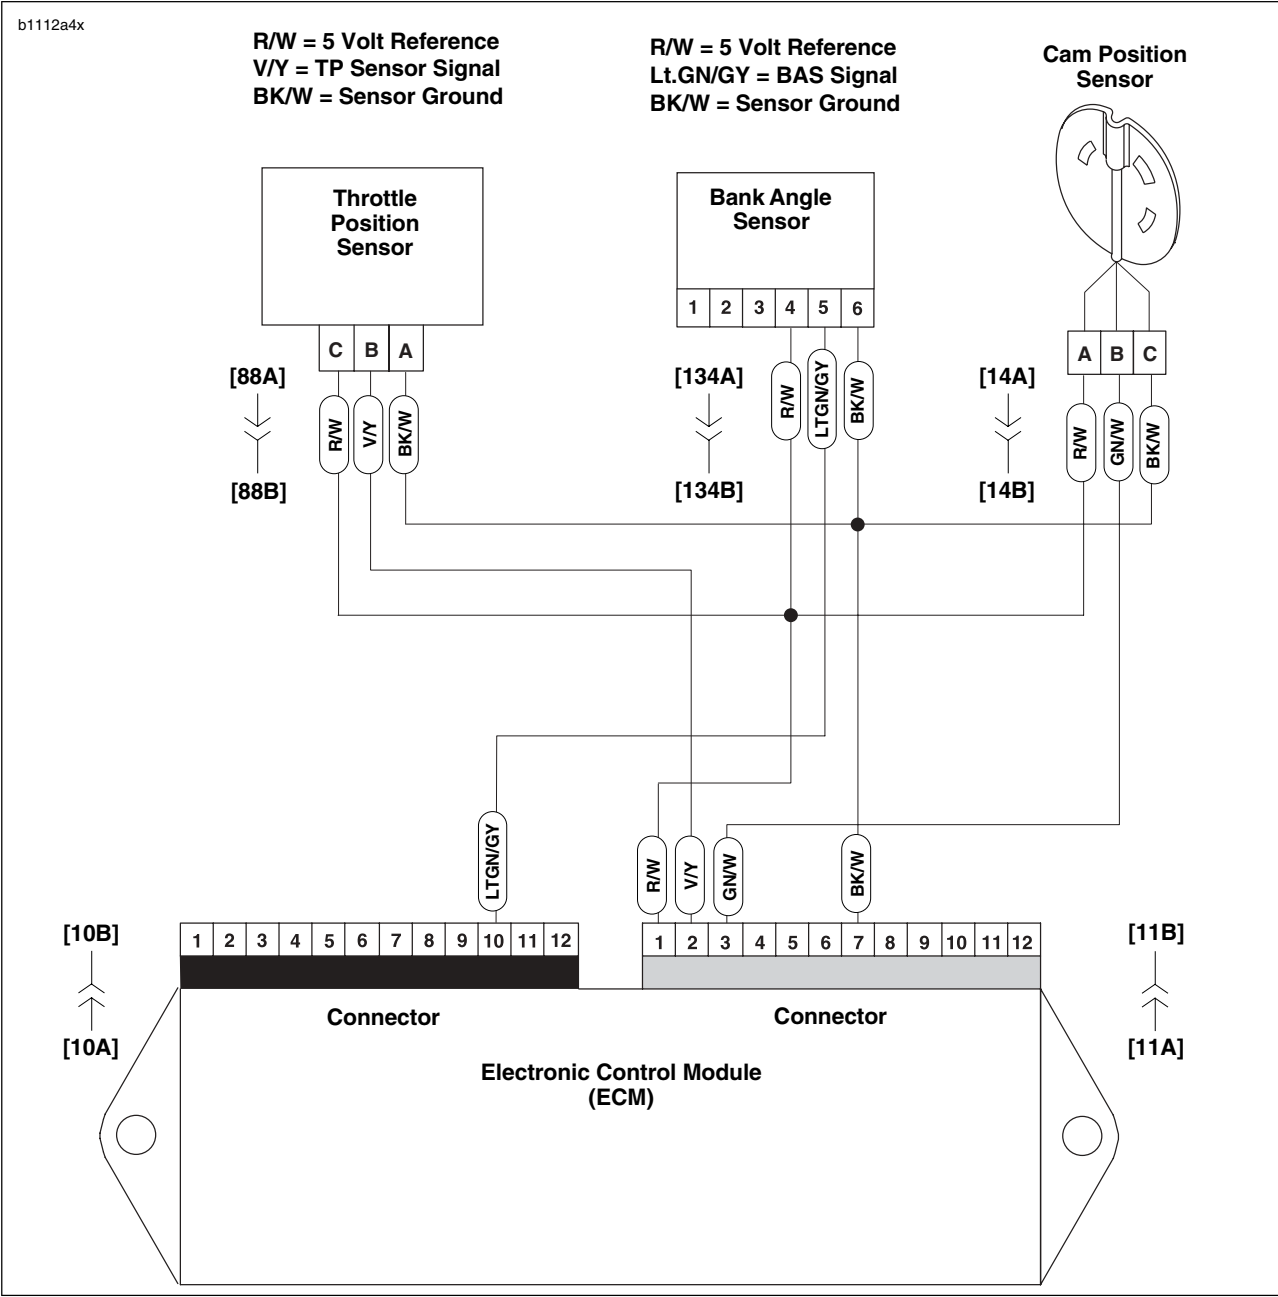 b1112a4x
R/W = 5 Volt Reference
V/Y = TP Sensor Signal
BK/W = Sensor Ground
R/W = 5 Volt Reference
Lt.GN/GY = BAS Signal
BK/W = Sensor Ground
Cam Position
Sensor
Throttle
Position
Sensor
Bank Angle
Sensor
1 2 3 4 5 6
C B A
A B C
[88A]
[88B]
R/W V/Y BK/W
[134A]
[134B]
R/W LTGN/GY BK/W
[14A]
[14B]
R/W GN/W BK/W
LTGN/GY
R/W V/Y GN/W BK/W
[10B]
[10A]
1 2 3 4 5 6 7 8 9 10 11 12
1 2 3 4 5 6 7 8 9 10 11 12
[11B]
[11A]
Connector
Connector
Electronic Control Module
(ECM)